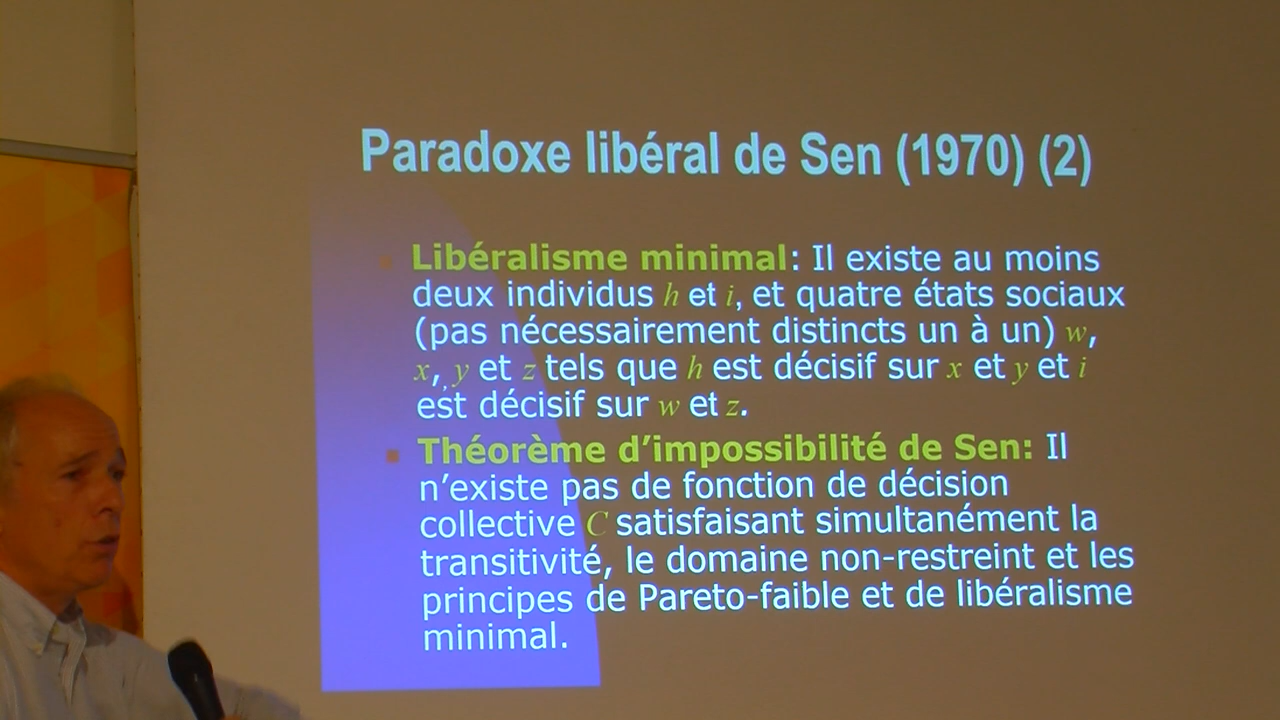 Paradoxe libéral de Sen (1970) (2)
Libéralisme minimal: Il existe au moins
deux individus h et i, et quatre états sociaux
(pas nécessairement distincts un à un) w,
x, y et z tels que h est décisif sur x et y et i
est décisif sur w et z.
Théorème d'impossibilité de Sen: Il
n'existe pas de fonction de décision
collective C satisfaisant simultanément la
transitivité, le domaine non-restreint et les
principes de Pareto-faible et de libéralisme
minimal.